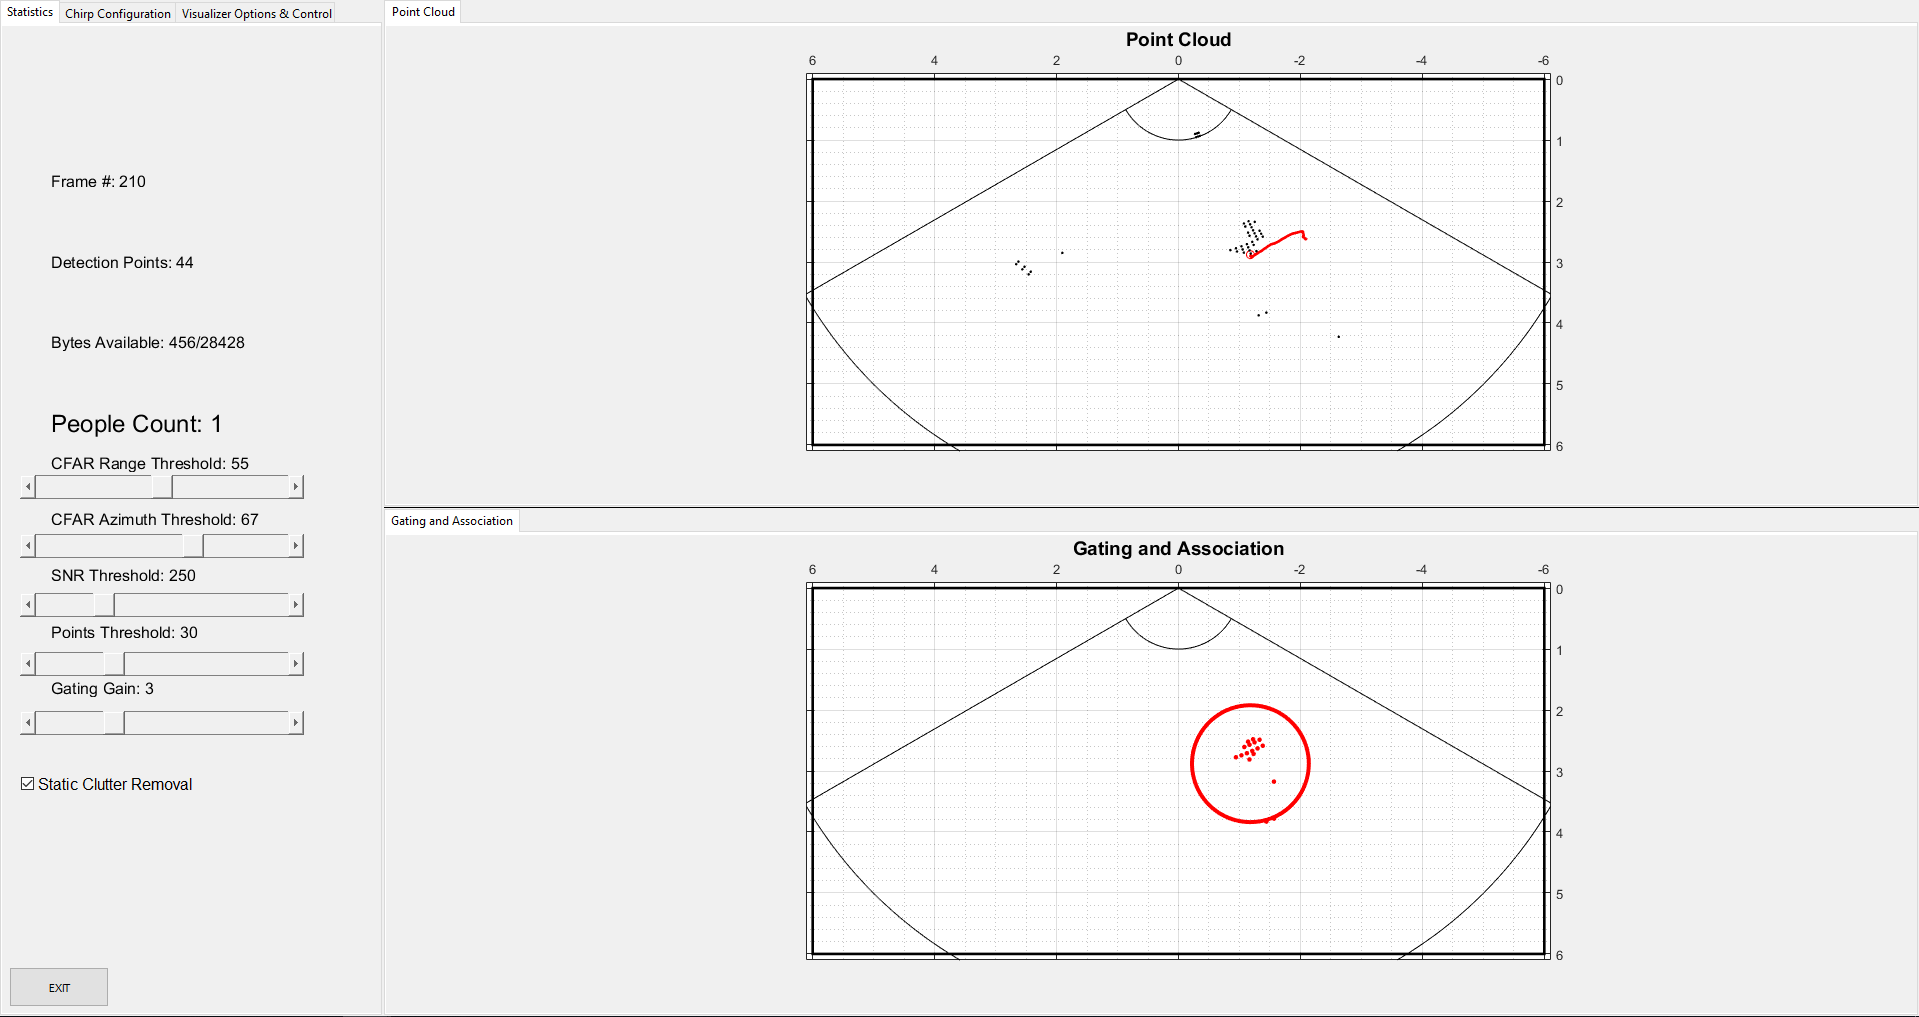 Statistics
Chirp Configuration
Visualizer Options & Control
Frame #: 210
Detection Points: 44
Bytes Available: 456/28428
People Count: 1
CFAR Range Threshold: 55
CFAR Azimuth Threshold: 67
SNR Threshold: 250
Points Threshold: 30
Gating Gain: 3
Static Clutter Removal
EXIT
Point Cloud
Point Cloud
6 4 2 0 -2 -4 -6
0
1
2
3
4
5
6
Gating and Association
Gating and Association
6 4 2 0 -2 -4 -6
0
1
2
3
4
5
6